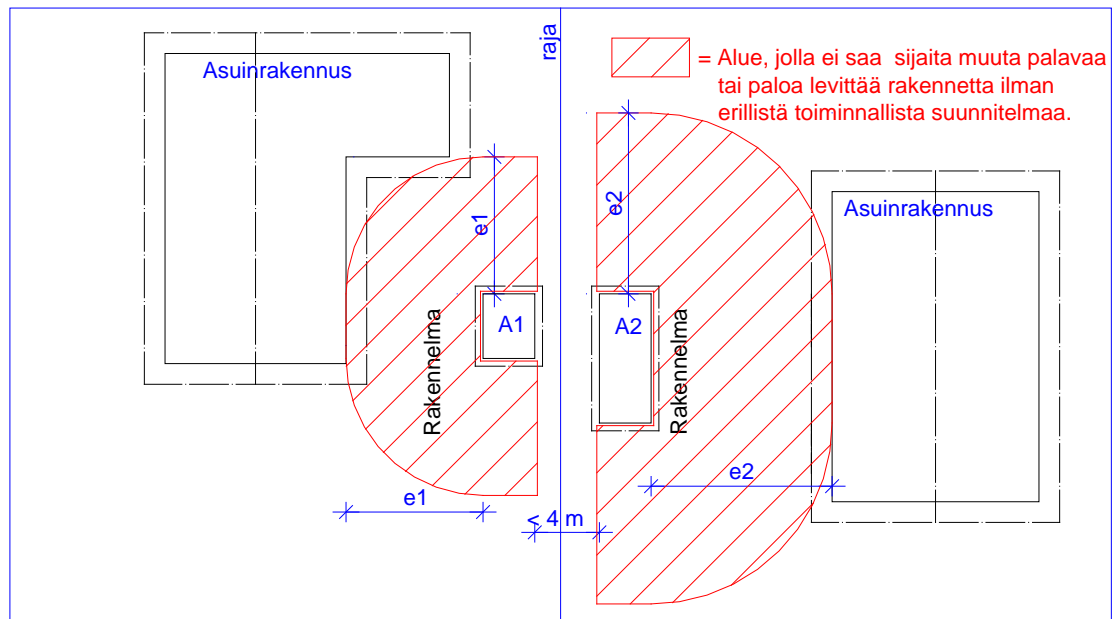 raja
Asuinrakennus
= Alue, jolla ei saa sijaita muuta palavaa
tai paloa levittää rakennetta ilman
erillistä toiminnallista suunnitelmaa.
e1
e2
Asuinrakennus
A1
A2
Rakennelma
Rakennelma
e1
e2
< 4 m